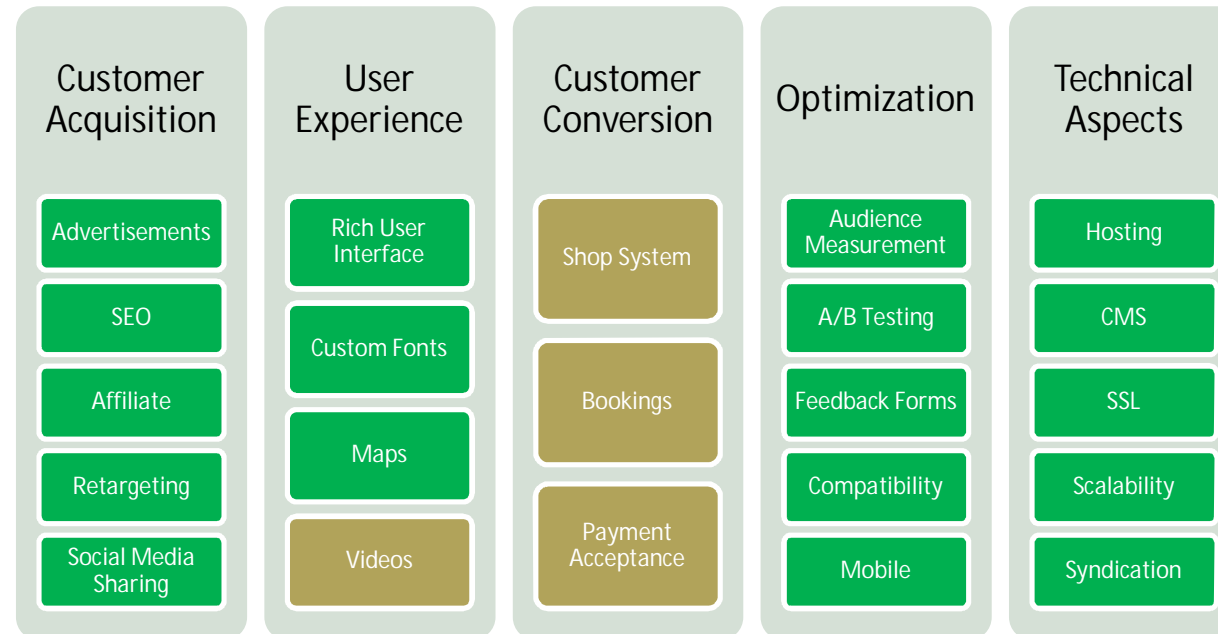 Customer
Acquisition
Advertisements
SEO
Affiliate
Retargeting
Social Media
Sharing
User
Experience
Rich User
Interface
Custom Fonts
Maps
Videos
Customer
Conversion
Shop System
Bookings
Payment
Acceptance
Optimization
Audience
Measurement
A/B Testing
Feedback Forms
Compatibility
Mobile
Technical
Aspects
Hosting
CMS
SSL
Scalability
Syndication